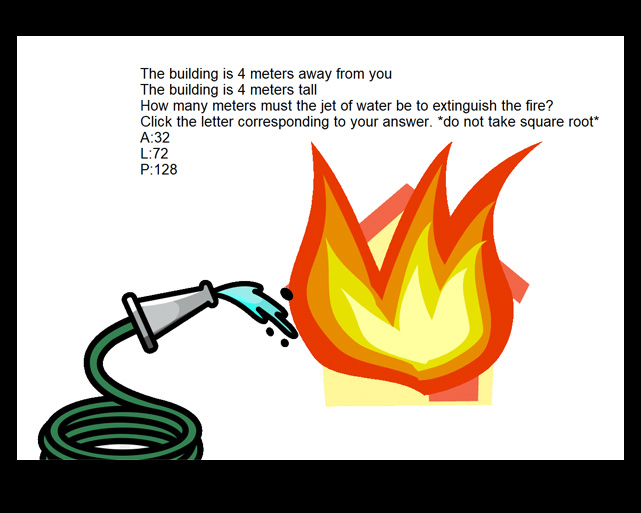 The building is 4 meters away from you
The building is 4 meters tall
How many meters must the jet of water be to extinguish the fire?
Click the letter corresponding to your answer. *do not take square root*
A:32
L:72
P:128